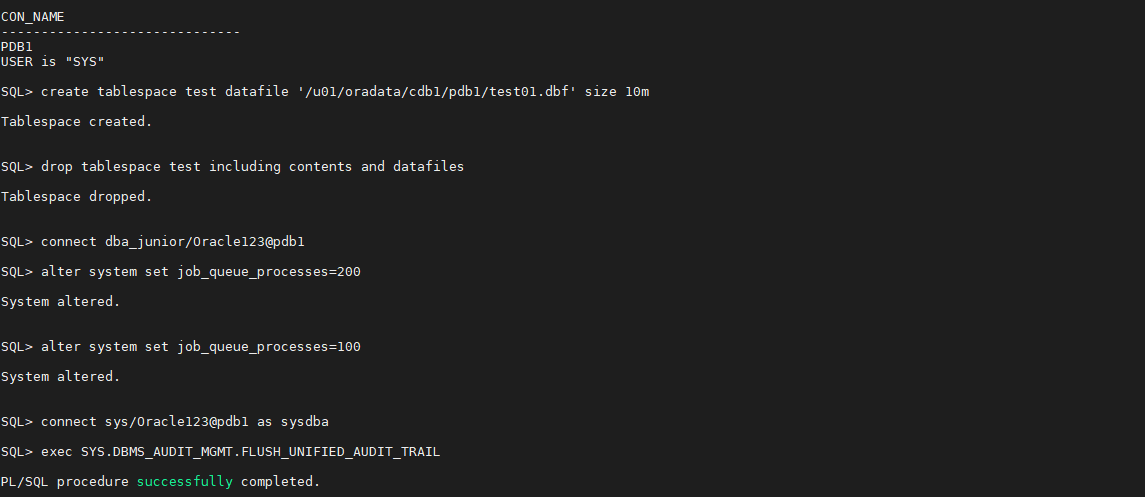 CON_NAME
------------------------------
PDB1
USER is "SYS"
SQL> create tablespace test datafile '/u01/oradata/cdb1/pdb1/test01.dbf' size 10m
Tablespace created.
SQL> drop tablespace test including contents and datafiles
Tablespace dropped.
SQL> connect dba_junior/Oracle123@pdb1
SQL> alter system set job_queue_processes=200
System altered.
SQL> alter system set job_queue_processes=100
System altered.
SQL> connect sys/Oracle123@pdb1 as sysdba
SQL> exec SYS.DBMS_AUDIT_MGMT.FLUSH_UNIFIED_AUDIT_TRAIL
PL/SQL procedure successfully completed.